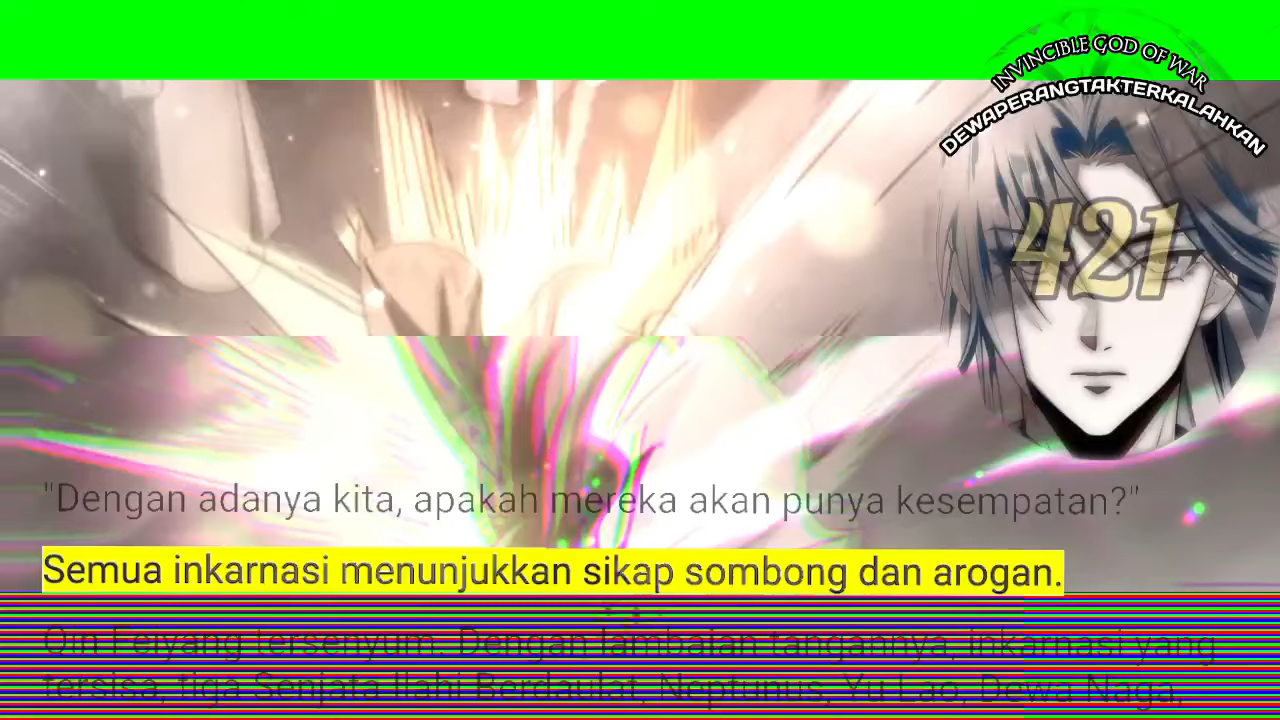 INVINCIBLE GOD OF WAR
DEWAPERANGTAKTERKALAHKAN
421
"Dengan adanya kita, apakah mereka akan punya kesempatan?"
Semua inkarnasi menunjukkan sikap sombong dan arogan.
Qin Feiyang tersenyum. Dengan lambaian tangannya, inkarnasi yang
tersisa, tiga Senjata Ilahi Berdaulat, Neptunus, Yu Lao, Dewa Naga,